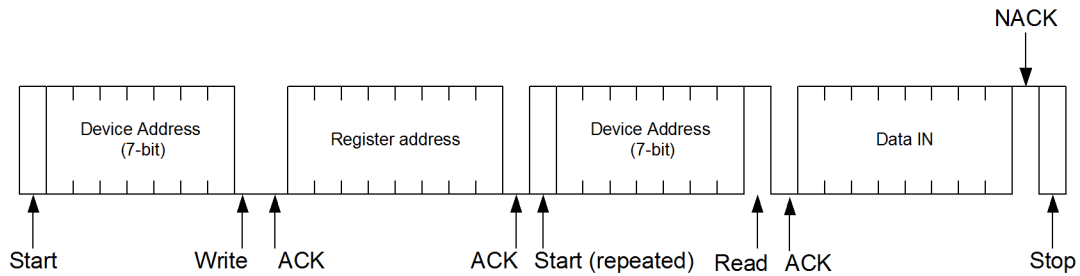 NACK
Device Address
(7-bit)
Register address
Device Address
(7-bit)
Data IN
Start
Write
ACK
ACK
Start (repeated)
Read
ACK
Stop